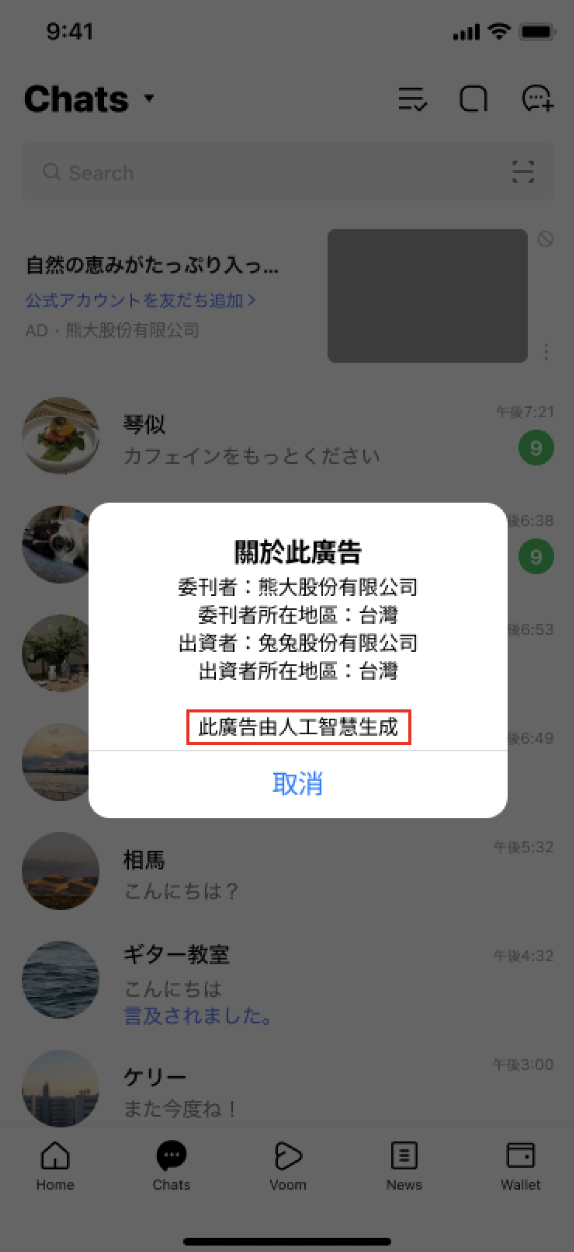 9:41
Chats
Search
自然の恵みがたっぷり入っ...
公式アカウントを友だち追加
AD・熊大股份有限公司
琴似
午後7:21
カフェインをもっとください
9
後6:38
9
關於此廣告
委刊者：熊大股份有限公司
委刊者所在地區：台灣
後6:53
出資者：兔兔股份有限公司
出資者所在地區：台灣
此廣告由人工智慧生成
後6:49
取消
相馬
午後5:32
こんにちは？
ギター教室
午後4:32
こんにちは
言及されました。
ケリー
午後3:00
また今度ね！
Home
Chats
Voom
News
Wallet